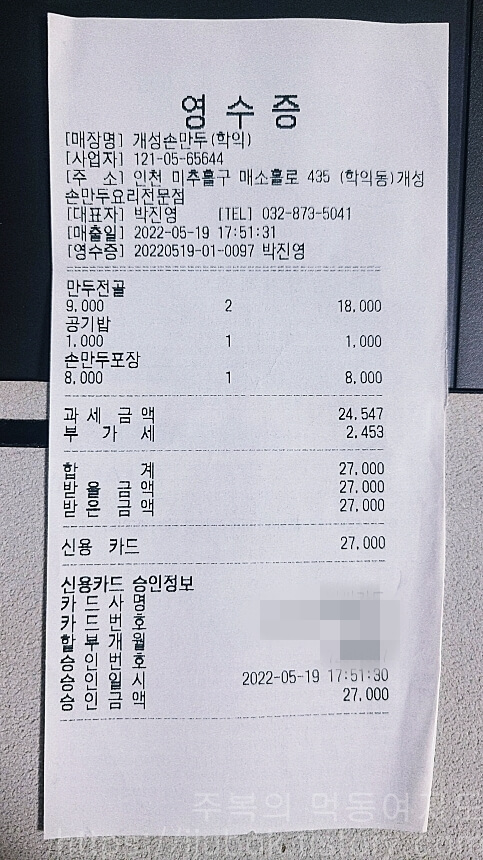 영 수 증
[매장명] 개성손만두(학익)
[사업자] 121-05-65644
[주 소] 인천 미추홀구 매소홀로 435 (학익동)개성
손만두요리전문점
[대표자] 박진영 [TEL] 032-873-5041
[매출일] 2022-05-19 17:51:31
[영수증] 20220519-01-0097 박진영
만두전골
9,000 2 18,000
공기밥
1,000 1 1,000
손만두포장
8,000 1 8,000
과 세 금 액 24,547
부 가 세 2,453
합 계 27,000
받 을 금 액 27,000
받 은 금 액 27,000
신용 카드 27,000
신용카드 승인정보
카 드 사 명
카 드 번 호
할 부 개 월
승 인 번 호
승 인 일 시 2022-05-19 17:51:30
승 인 금 액 27,000
주복의 먹동여